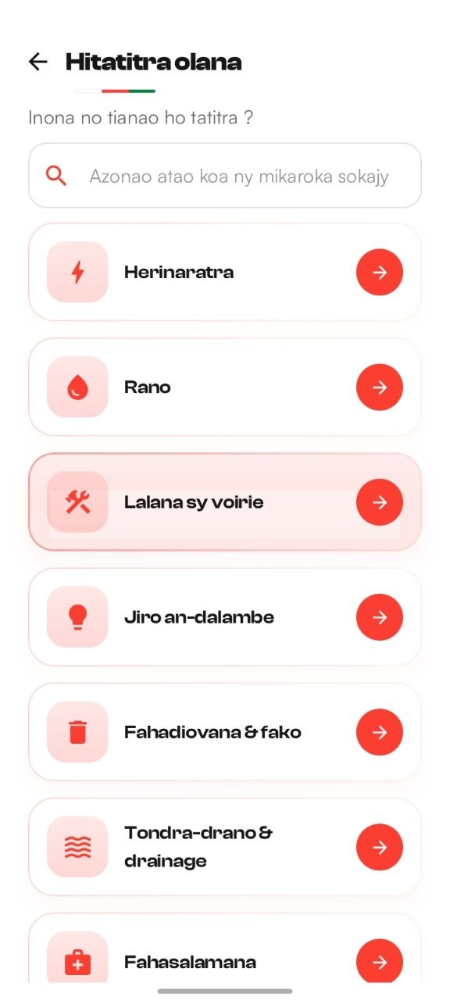 Hitatitra olana
Inona no tianao ho tatitra ?
Azonao atao koa ny mikaroka sokajy
Herinaratra
Rano
Lalana sy voirie
Jiro an-dalambe
Fahadiovana & fako
Tondra-drano &
drainage
Fahasalamana